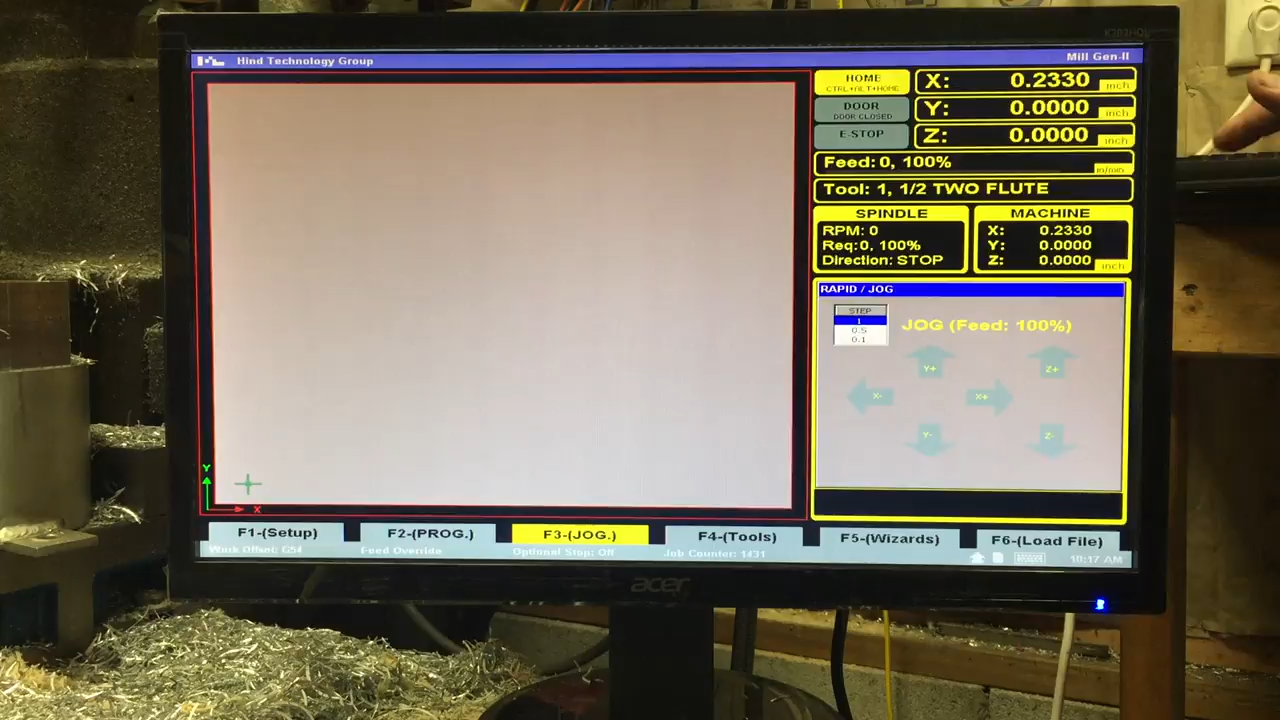 Hind Technology Group
Mill Gen-II
HOME
CTRL+ALT+HOME
X: 0.2330 inch
DOOR
DOOR CLOSED
Y: 0.0000 inch
E-STOP
Z: 0.0000 inch
Feed: 0, 100% in/min
Tool: 1, 1/2 TWO FLUTE
SPINDLE
RPM: 0
Req:0, 100%
Direction: STOP
MACHINE
X: 0.2330
Y: 0.0000
Z: 0.0000
inch
RAPID / JOG
STEP
1
0.5
0.1
JOG (Feed: 100%)
Y+
Z+
X-
X+
Y-
Z-
Y
X
F1-(Setup)
F2-(PROG.)
F3-(JOG.)
F4-(Tools)
F5-(Wizards)
F6-(Load File)
Work Offset: G54
Feed Override
Optional Stop: ON
Job Counter: 1431
10:17 AM
acer